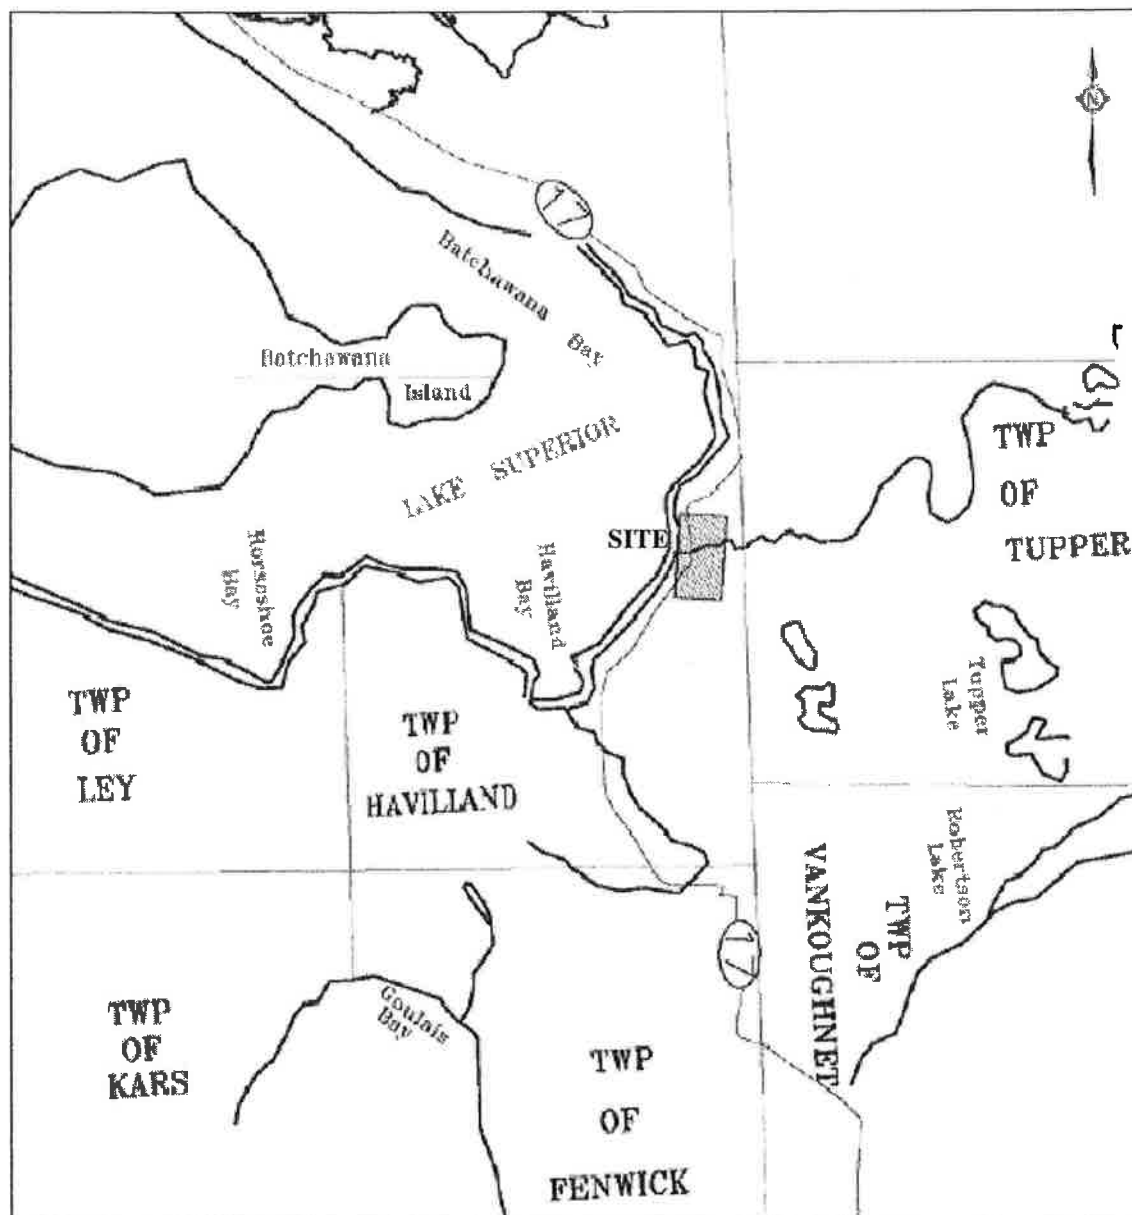 N
17
Batchawana
Bay
Batchawana
Island
LAKE SUPERIOR
TWP
OF
TUPPER
SITE
Horseshoe
Bay
Havilland
Bay
Tupper
Lake
TWP
OF
LEY
TWP
OF
HAVILLAND
Robertson
Lake
TWP
OF
VANKOUGHNET
17
Goulais
Bay
TWP
OF
KARS
TWP
OF
FENWICK